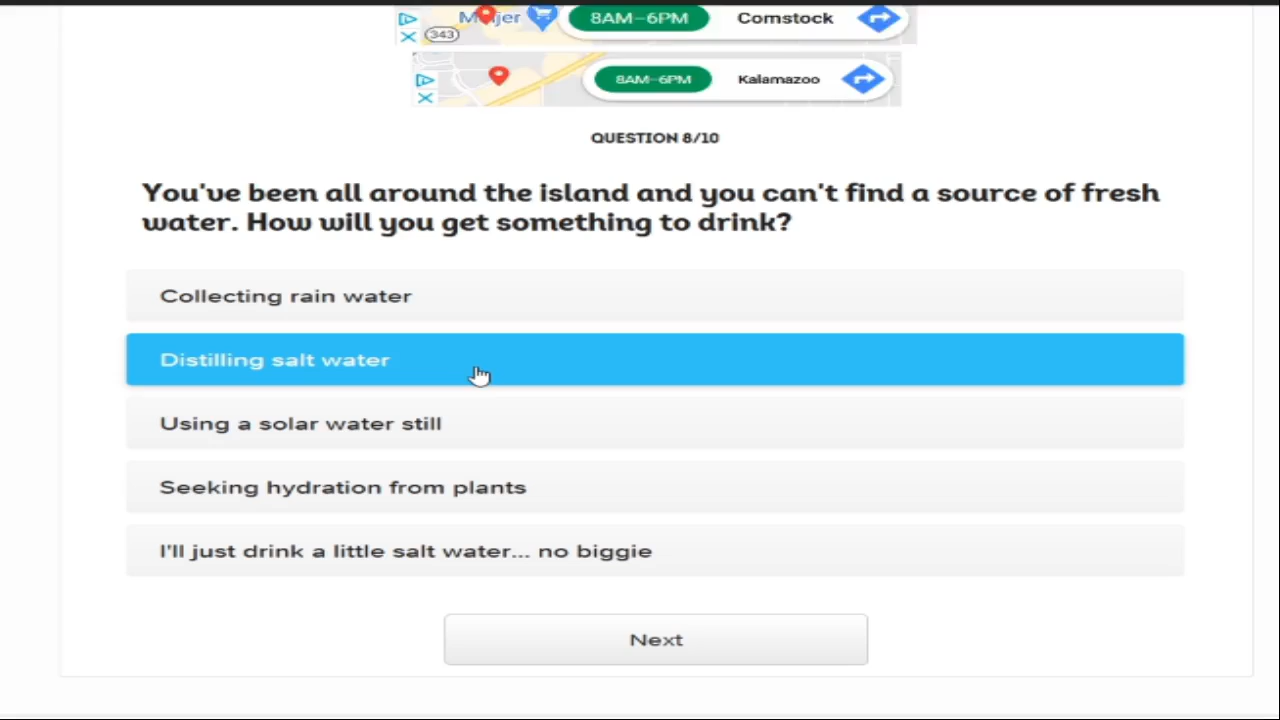 Meijer
8AM–6PM
Comstock
343
8AM–6PM
Kalamazoo
QUESTION 8/10
You've been all around the island and you can't find a source of fresh
water. How will you get something to drink?
Collecting rain water
Distilling salt water
Using a solar water still
Seeking hydration from plants
I'll just drink a little salt water... no biggie
Next